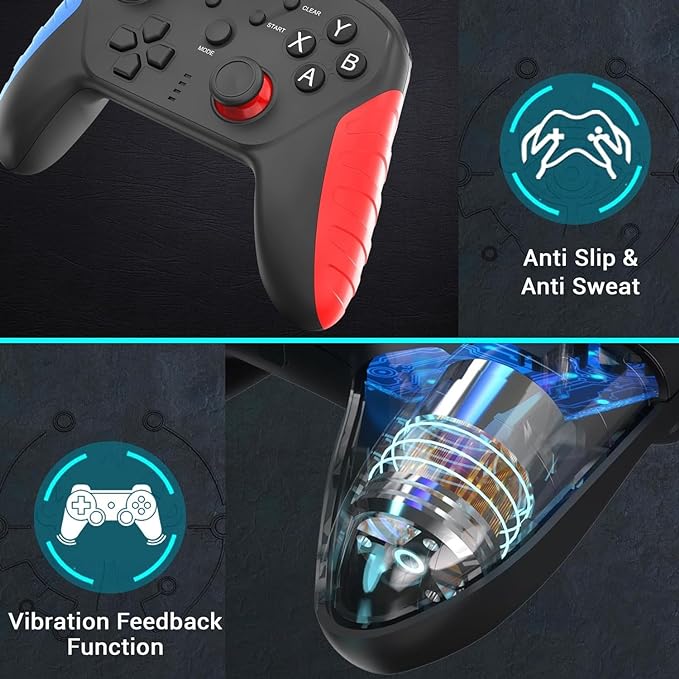 CLEAR
START
MODE
Y
X
B
A
Anti Slip &
Anti Sweat
Vibration Feedback
Function